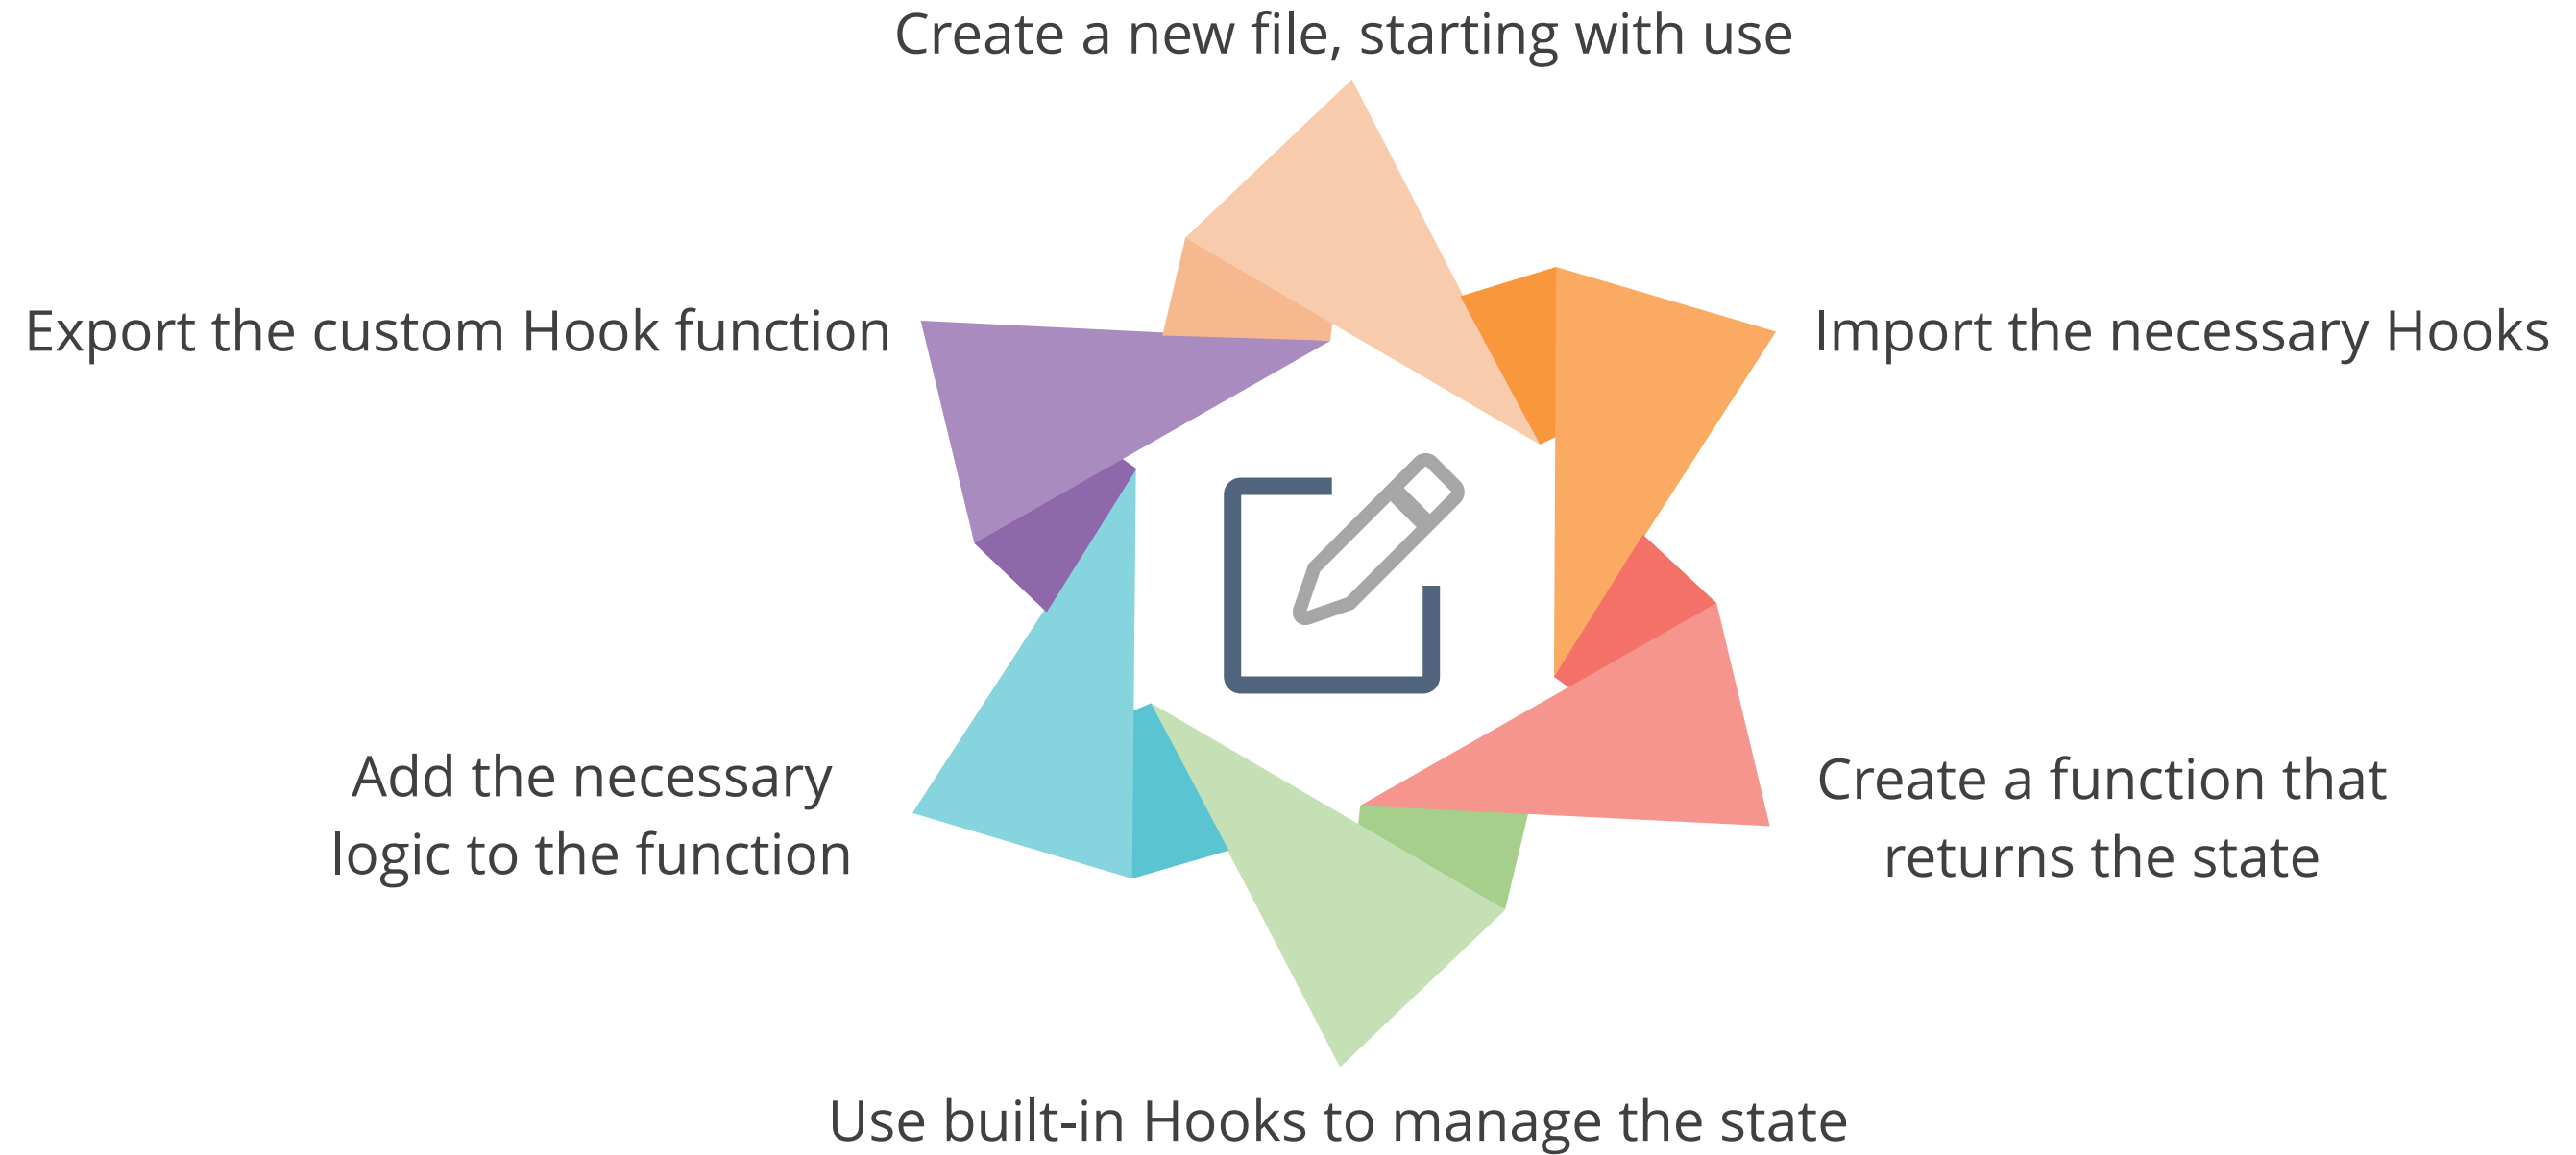 Create a new file, starting with use
Import the necessary Hooks
Create a function that
returns the state
Use built-in Hooks to manage the state
Add the necessary
logic to the function
Export the custom Hook function